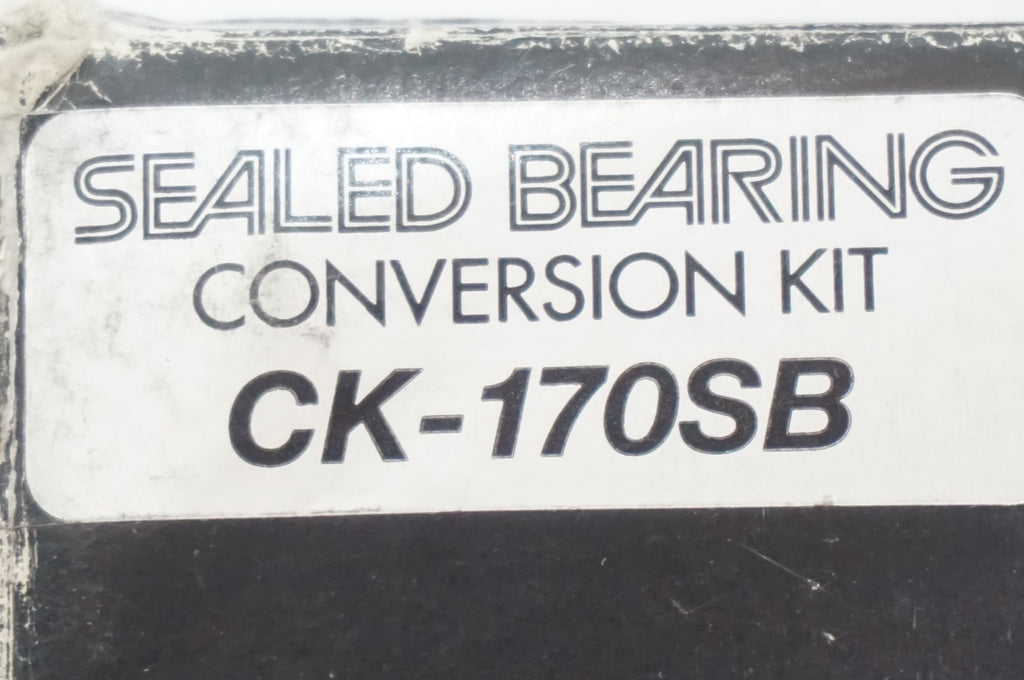 SEALED BEARING
CONVERSION KIT
CK-170SB